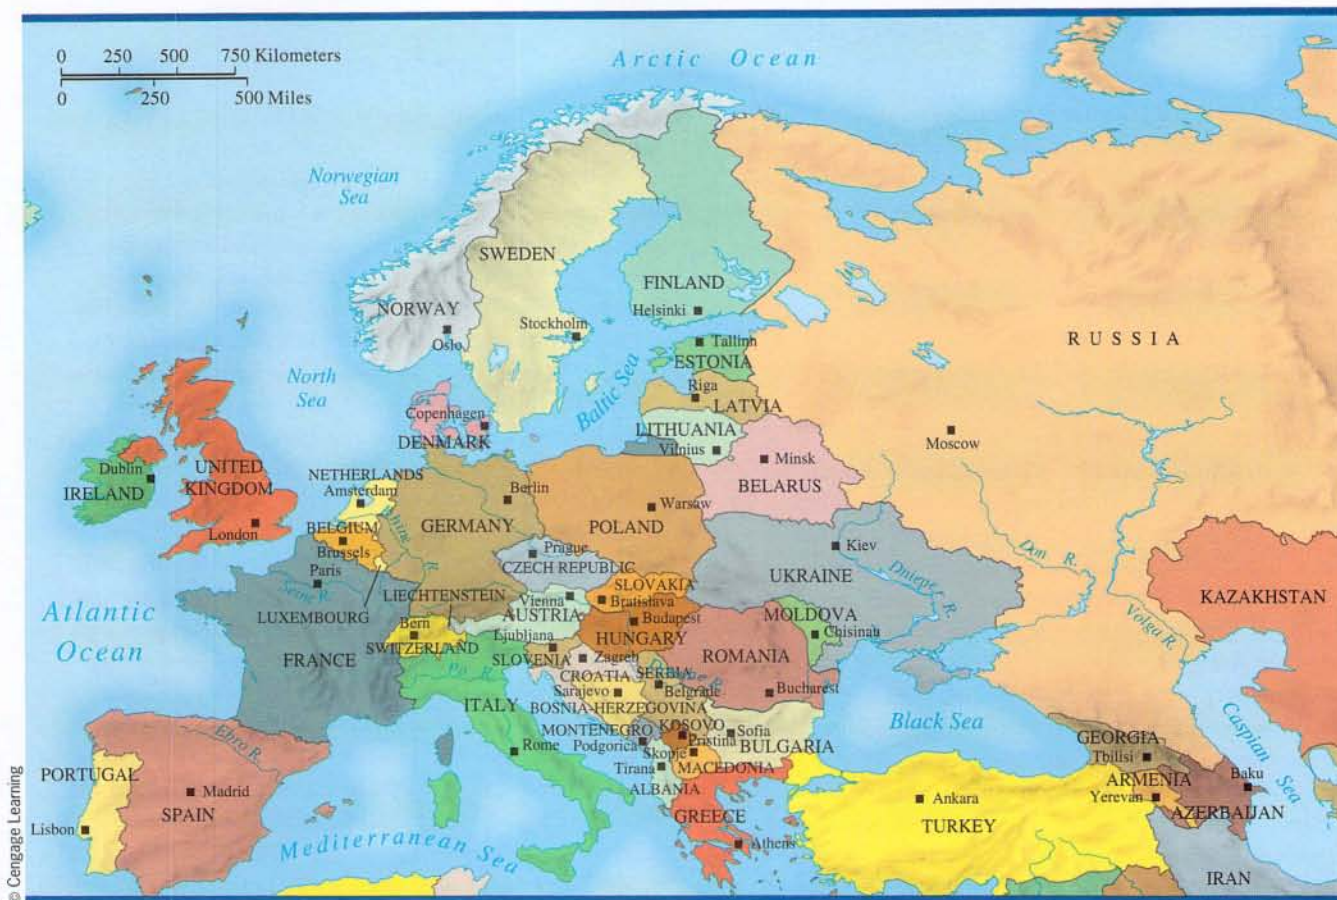 0 250 500 750 Kilometers
0 250 500 Miles
Arctic Ocean
Norwegian
Sea
SWEDEN
FINLAND
NORWAY
Helsinki
Stockholm
Oslo
Tallinn
ESTONIA
RUSSIA
North
Sea
Baltic Sea
Riga
LATVIA
Copenhagen
DENMARK
LITHUANIA
Vilnius
Moscow
Minsk
BELARUS
Dublin
IRELAND
UNITED
KINGDOM
London
NETHERLANDS
Amsterdam
Berlin
GERMANY
Rhine R.
Warsaw
POLAND
BELGIUM
Brussels
Paris
Seine R.
LUXEMBOURG
Prague
CZECH REPUBLIC
Kiev
UKRAINE
Dnieper R.
Don R.
Volga R.
KAZAKHSTAN
SLOVAKIA
Bratislava
LIECHTENSTEIN
Vienna
AUSTRIA
Budapest
HUNGARY
MOLDOVA
Chisinau
Atlantic
Ocean
Bern
SWITZERLAND
FRANCE
Ljubljana
SLOVENIA
Zagreb
CROATIA
Po R.
ITALY
ROMANIA
Bucharest
SERBIA
Belgrade
Sarajevo
BOSNIA-HERZEGOVINA
MONTENEGRO
Podgorica
KOSOVO
Pristina
Skopje
MACEDONIA
Sofia
BULGARIA
Tirana
ALBANIA
Rome
Black Sea
Caspian Sea
GEORGIA
Tbilisi
ARMENIA
Yerevan
Baku
AZERBAIJAN
Ebro R.
PORTUGAL
Madrid
SPAIN
Lisbon
Mediterranean Sea
GREECE
Athens
Ankara
TURKEY
IRAN
© Cengage Learning